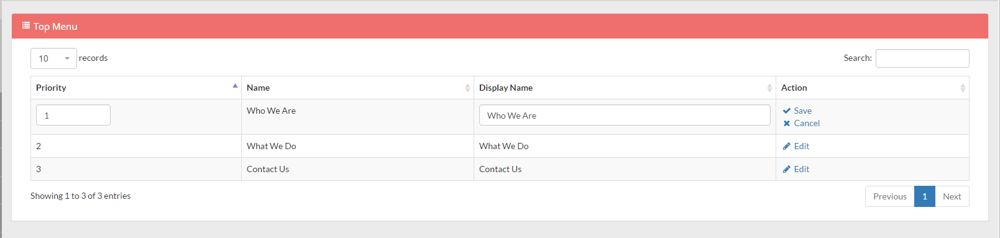 Top Menu
10 records Search:
Priority Name Display Name Action
1 Who We Are Who We Are Save
Cancel
2 What We Do What We Do Edit
3 Contact Us Contact Us Edit
Showing 1 to 3 of 3 entries Previous 1 Next